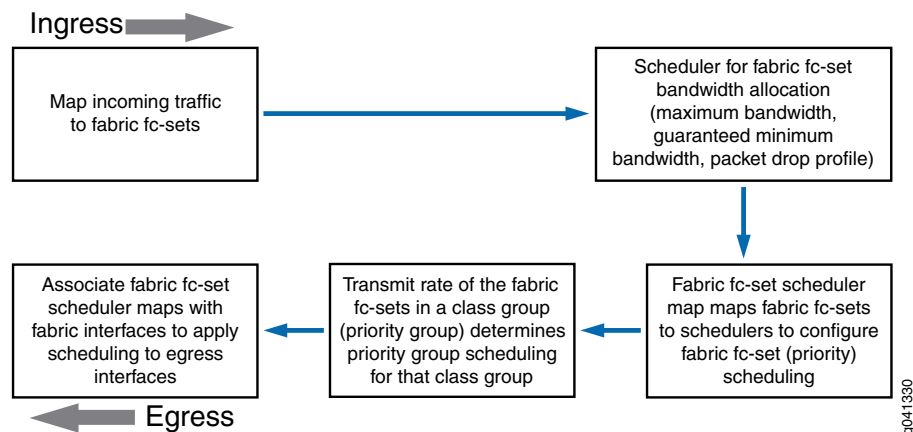 Ingress
Map incoming traffic
to fabric fc-sets
Scheduler for fabric fc-set
bandwidth allocation
(maximum bandwidth,
guaranteed minimum
bandwidth, packet drop profile)
Fabric fc-set scheduler
map maps fabric fc-sets
to schedulers to configure
fabric fc-set (priority)
scheduling
Transmit rate of the fabric
fc-sets in a class group
(priority group) determines
priority group scheduling
for that class group
Associate fabric fc-set
scheduler maps with
fabric interfaces to apply
scheduling to egress
interfaces
Egress
g041330